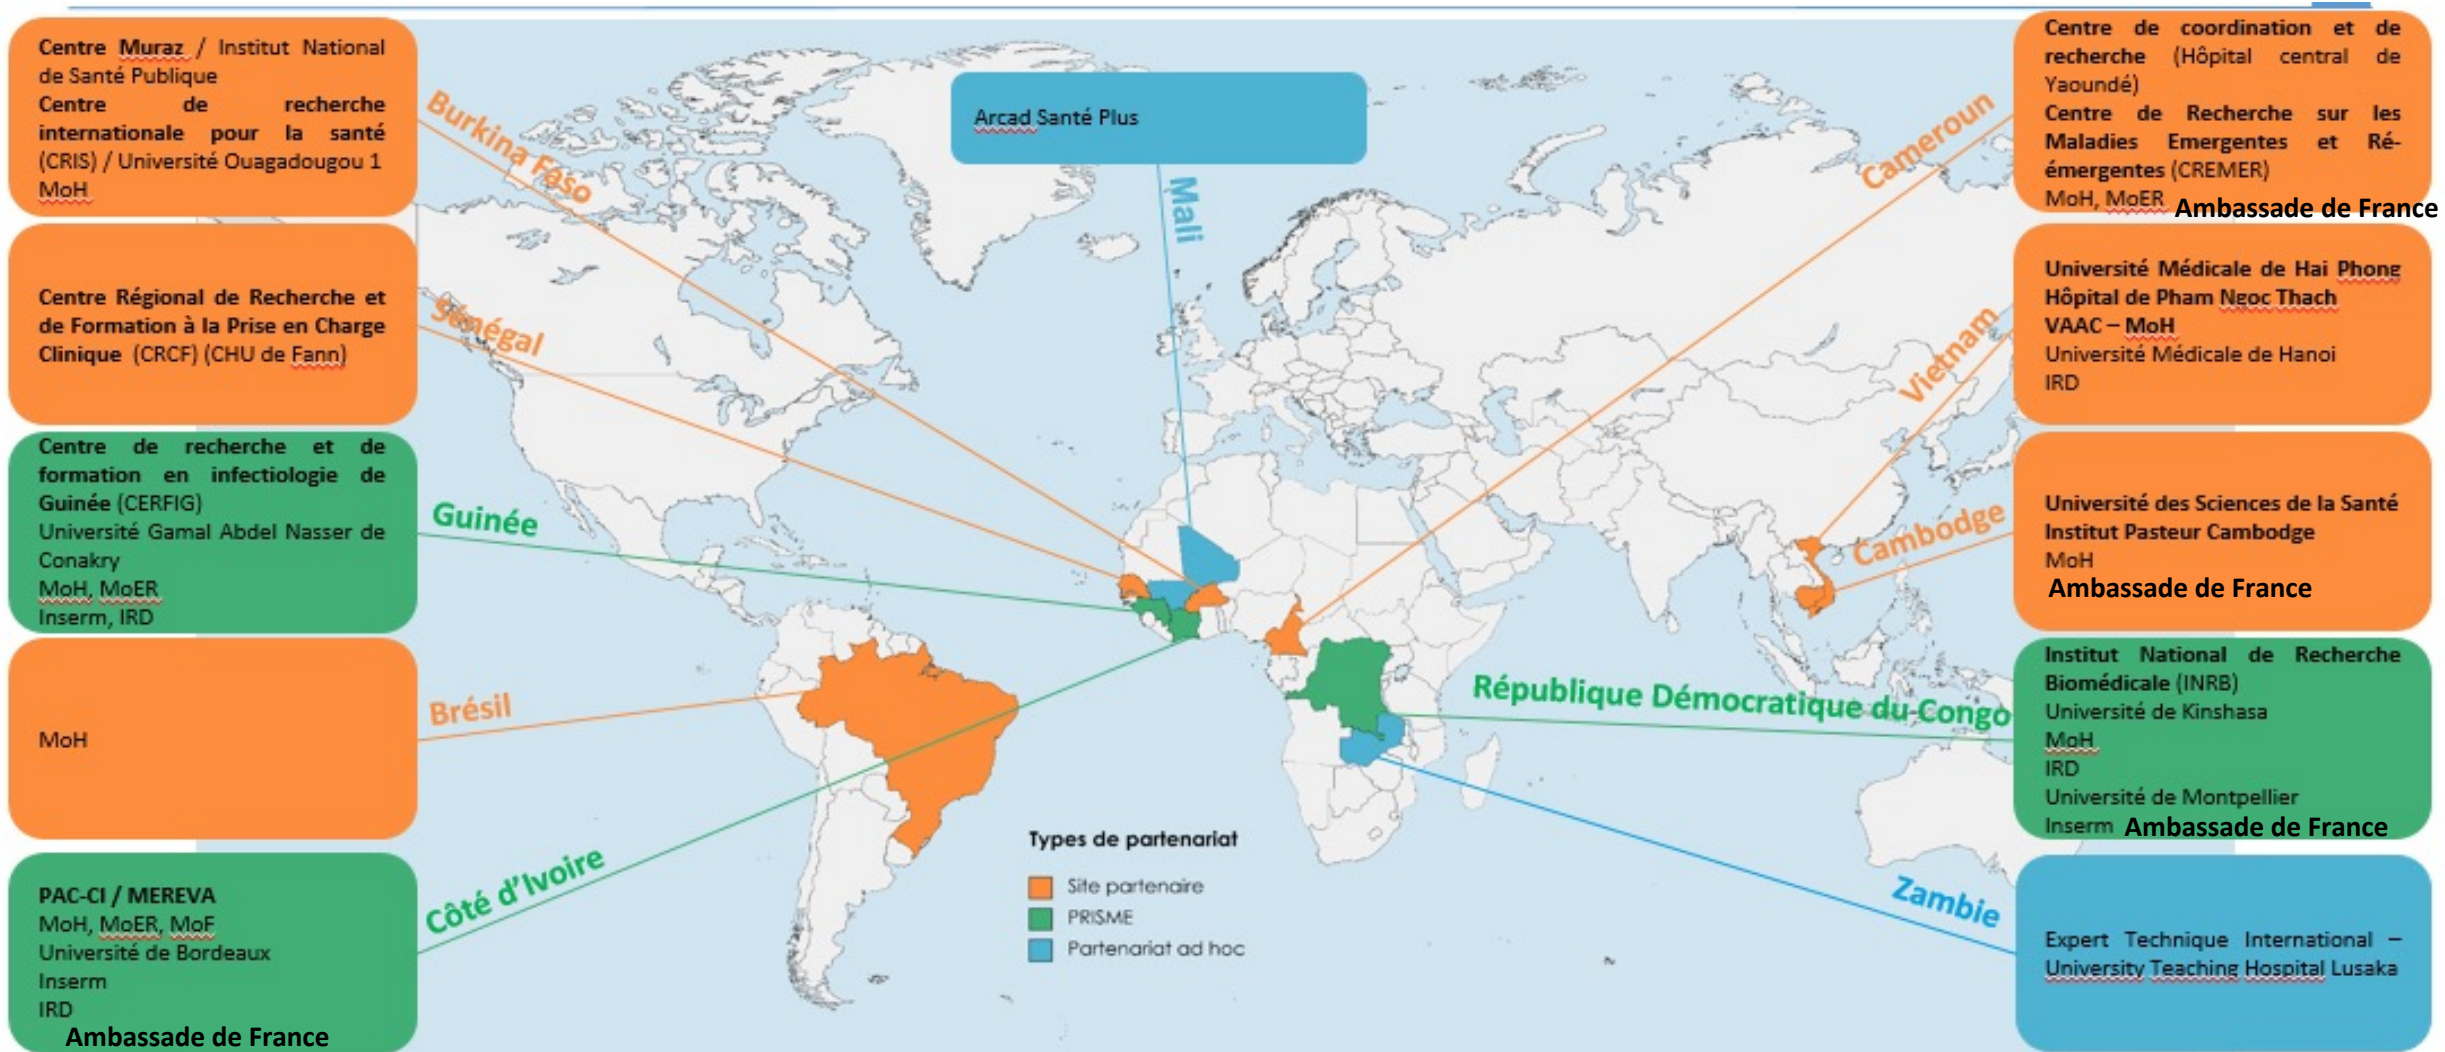 Centre Muraz / Institut National
de Santé Publique
Centre de recherche
internationale pour la santé
(CRIS) / Université Ouagadougou 1
MoH
Burkina Faso
Centre Régional de Recherche et
de Formation à la Prise en Charge
Clinique (CRCF) (CHU de Fann)
Sénégal
Centre de recherche et de
formation en infectiologie de
Guinée (CERFIG)
Université Gamal Abdel Nasser de
Conakry
MoH, MoER
Inserm, IRD
Guinée
MoH
Brésil
PAC-CI / MEREVA
MoH, MoER, MoF
Université de Bordeaux
Inserm
IRD
Ambassade de France
Côté d'Ivoire
Arcad Santé Plus
Mali
Types de partenariat
Site partenaire
PRISME
Partenariat ad hoc
Cameroun
Centre de coordination et de
recherche (Hôpital central de
Yaoundé)
Centre de Recherche sur les
Maladies Emergentes et Ré-
émergentes (CREMER)
MoH, MoER Ambassade de France
Vietnam
Université Médicale de Hai Phong
Hôpital de Pham Ngoc Thach
VAAC – MoH
Université Médicale de Hanoi
IRD
Cambodge
Université des Sciences de la Santé
Institut Pasteur Cambodge
MoH
Ambassade de France
République Démocratique du Congo
Institut National de Recherche
Biomédicale (INRB)
Université de Kinshasa
MoH
IRD
Université de Montpellier
Inserm Ambassade de France
Zambie
Expert Technique International –
University Teaching Hospital Lusaka